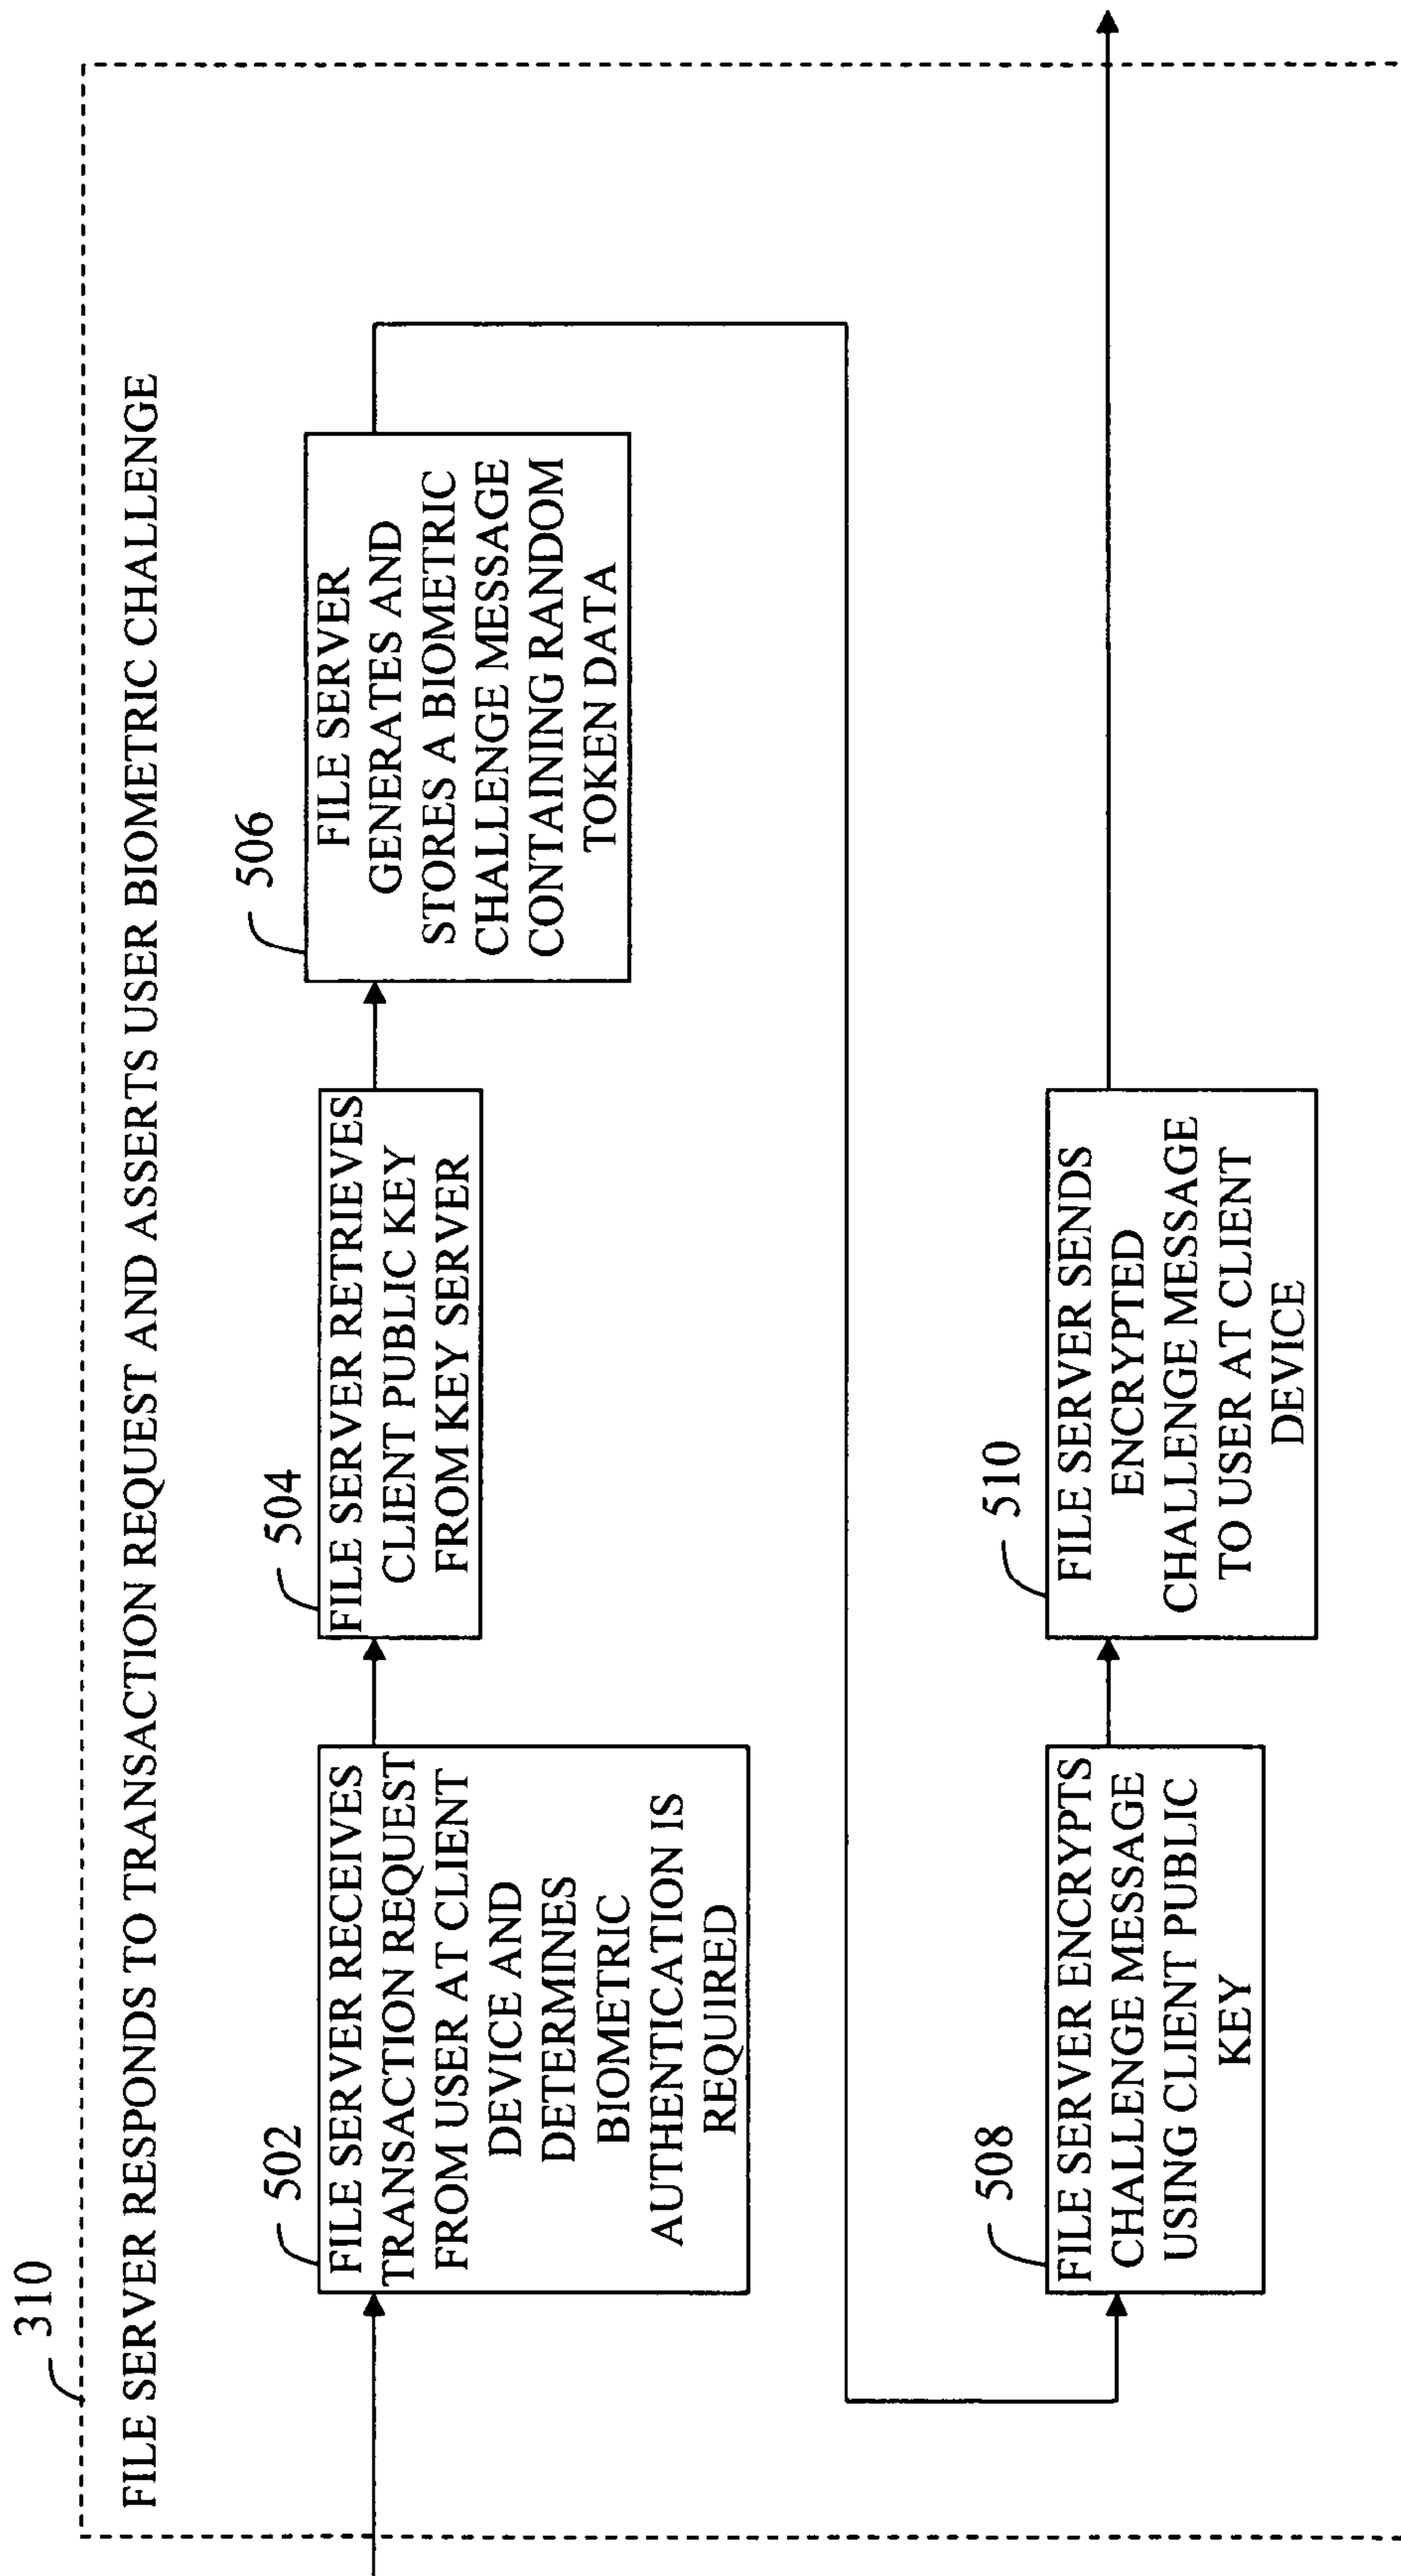 310
FILE SERVER RESPONDS TO TRANSACTION REQUEST AND ASSERTS USER BIOMETRIC CHALLENGE
502
FILE SERVER RECEIVES
TRANSACTION REQUEST
FROM USER AT CLIENT
DEVICE AND
DETERMINES
BIOMETRIC
AUTHENTICATION IS
REQUIRED
504
FILE SERVER RETRIEVES
CLIENT PUBLIC KEY
FROM KEY SERVER
506
FILE SERVER
GENERATES AND
STORES A BIOMETRIC
CHALLENGE MESSAGE
CONTAINING RANDOM
TOKEN DATA
508
FILE SERVER ENCRYPTS
CHALLENGE MESSAGE
USING CLIENT PUBLIC
KEY
510
FILE SERVER SENDS
ENCRYPTED
CHALLENGE MESSAGE
TO USER AT CLIENT
DEVICE